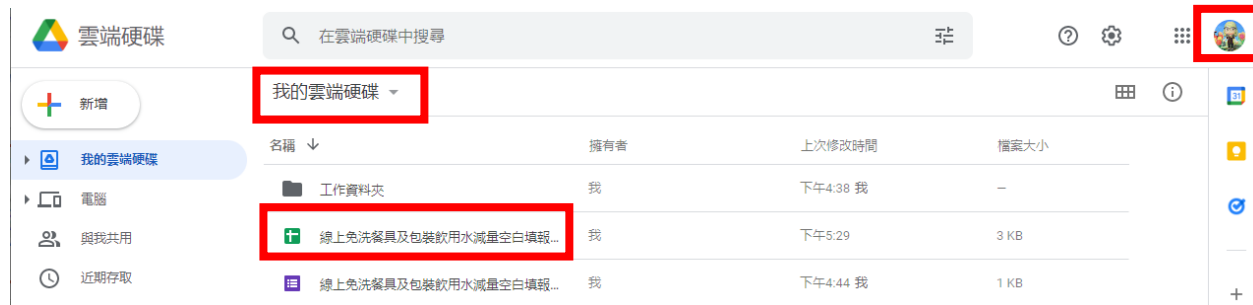 雲端硬碟
在雲端硬碟中搜尋
新增
我的雲端硬碟
名稱
擁有者
上次修改時間
檔案大小
31
我的雲端硬碟
工作資料夾
我
下午4:38 我
—
電腦
與我共用
線上免洗餐具及包裝飲用水減量空白填報...
我
下午5:29
3 KB
近期存取
線上免洗餐具及包裝飲用水減量空白填報...
我
下午4:44 我
1 KB